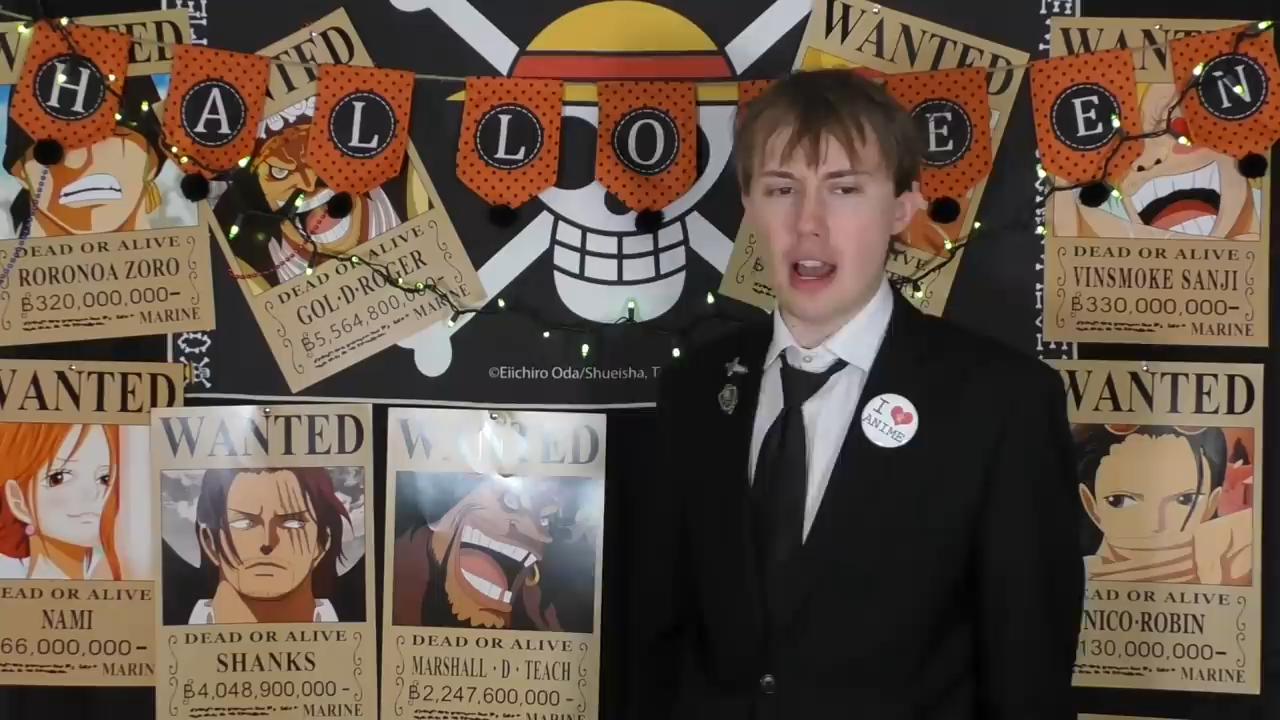 H A L L O E E N
DEAD OR ALIVE
RORONOA ZORO
฿320,000,000-
MARINE
DEAD OR ALIVE
GOL·D·ROGER
฿5,564,800,000-
MARINE
WANTED
WANTED
DEAD OR ALIVE
VINSMOKE SANJI
฿330,000,000-
MARINE
©Eiichiro Oda/Shueisha, T
I ❤ ANIME
WANTED
EAD OR ALIVE
NAMI
66,000,000-
MARIN
WANTED
DEAD OR ALIVE
SHANKS
฿4,048,900,000-
MARINE
WANTED
DEAD OR ALIVE
MARSHALL·D·TEACH
฿2,247,600,000-
MARINE
WANTED
EAD OR ALIVE
NICO·ROBIN
130,000,000-
MARINE